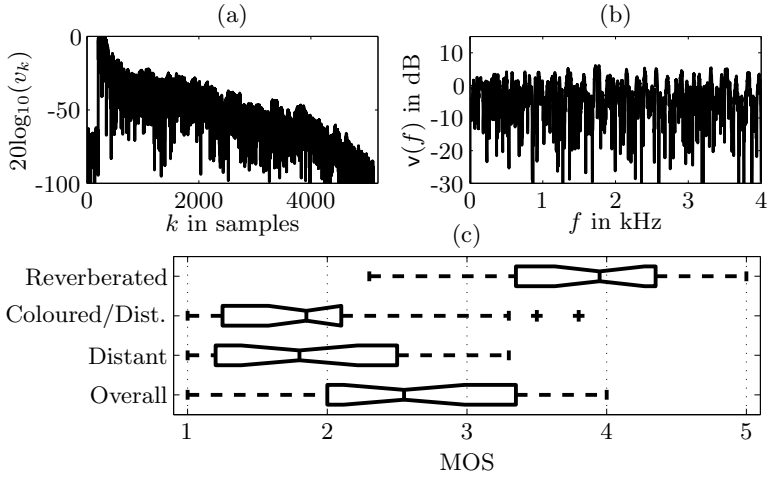 (a)
0
-50
-100
20log₁₀(vₖ)
0
2000
4000
k in samples
(b)
10
0
-10
-20
-30
v(f) in dB
0
1
2
3
4
f in kHz
(c)
Reverberated
Coloured/Dist.
Distant
Overall
1
2
3
4
5
MOS